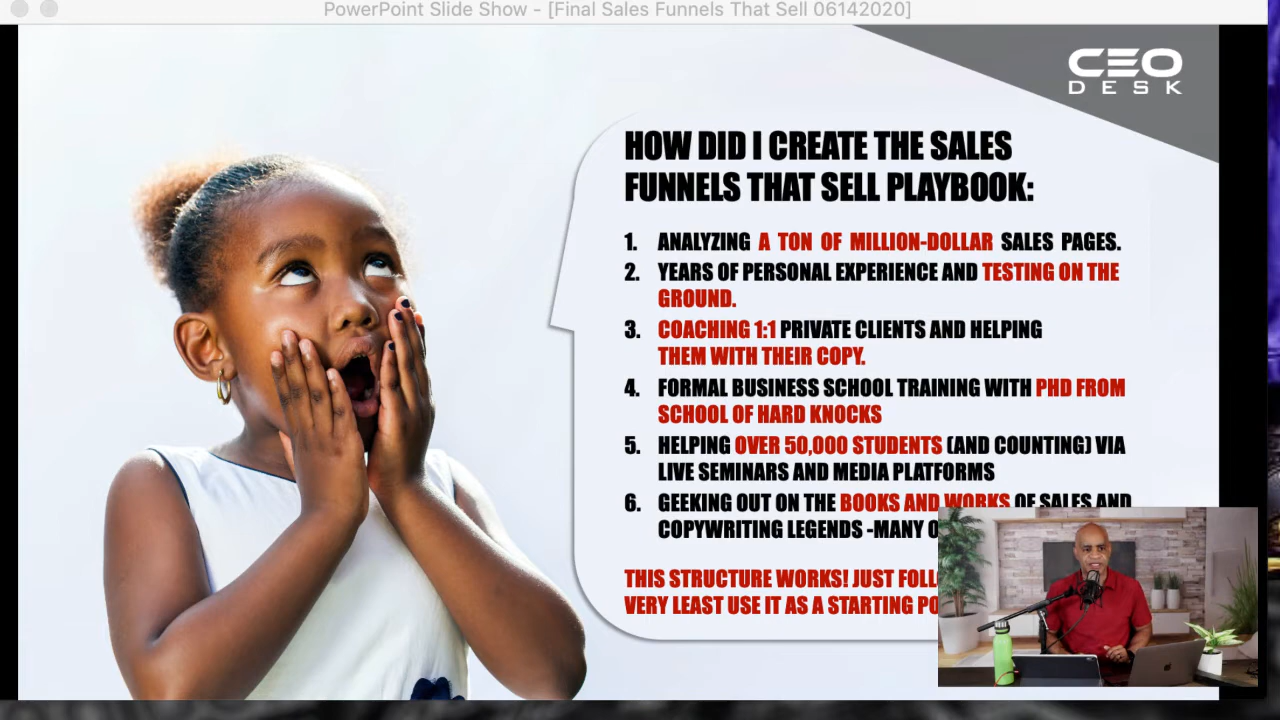 PowerPoint Slide Show - [Final Sales Funnels That Sell 06142020]
CEO
DESK
HOW DID I CREATE THE SALES
FUNNELS THAT SELL PLAYBOOK:
1. ANALYZING A TON OF MILLION-DOLLAR SALES PAGES.
2. YEARS OF PERSONAL EXPERIENCE AND TESTING ON THE
GROUND.
3. COACHING 1:1 PRIVATE CLIENTS AND HELPING
THEM WITH THEIR COPY.
4. FORMAL BUSINESS SCHOOL TRAINING WITH PHD FROM
SCHOOL OF HARD KNOCKS
5. HELPING OVER 50,000 STUDENTS (AND COUNTING) VIA
LIVE SEMINARS AND MEDIA PLATFORMS
6. GEEKING OUT ON THE BOOKS AND WORKS OF SALES AND
COPYWRITING LEGENDS -MANY
THIS STRUCTURE WORKS! JUST
VERY LEAST USE IT AS A STARTING